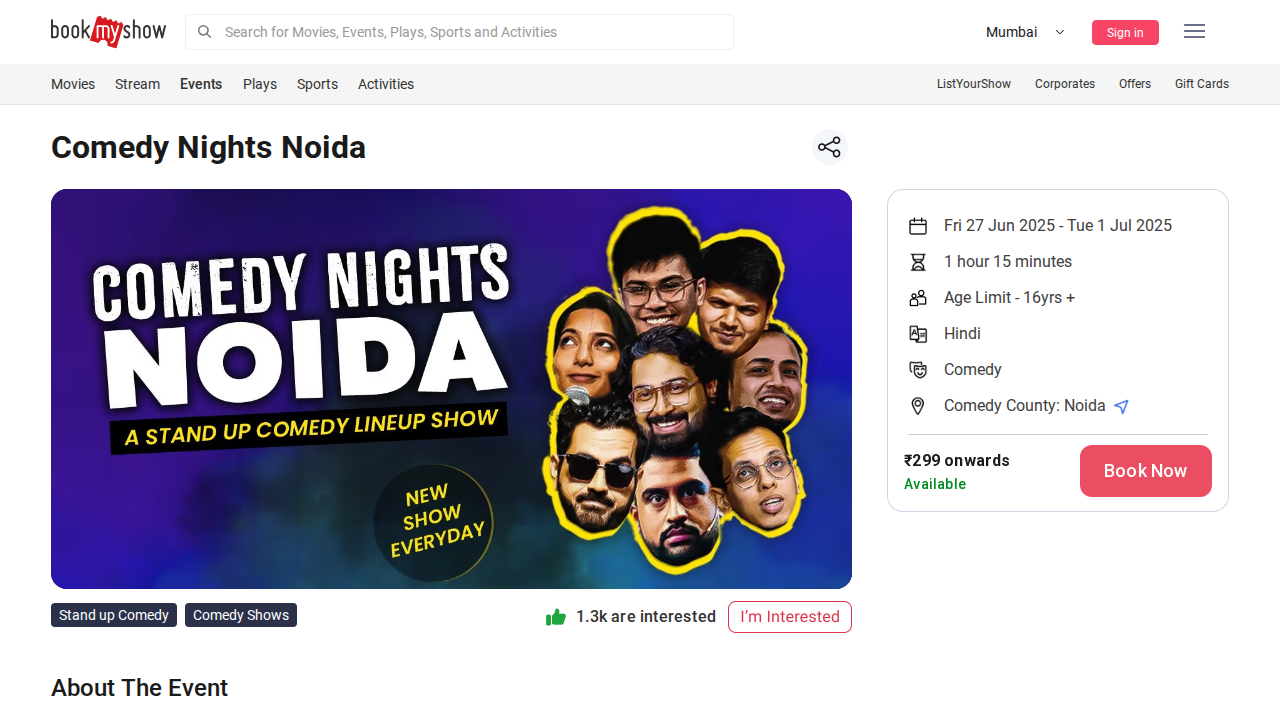 bookmyshow
Search for Movies, Events, Plays, Sports and Activities
Mumbai
Sign in
Movies
Stream
Events
Plays
Sports
Activities
ListYourShow
Corporates
Offers
Gift Cards
Comedy Nights Noida
COMEDY NIGHTS
NOIDA
A STAND UP COMEDY LINEUP SHOW
NEW
SHOW
EVERYDAY
Fri 27 Jun 2025 - Tue 1 Jul 2025
1 hour 15 minutes
Age Limit - 16yrs +
Hindi
Comedy
Comedy County: Noida
₹299 onwards
Available
Book Now
Stand up Comedy
Comedy Shows
1.3k are interested
I’m Interested
About The Event